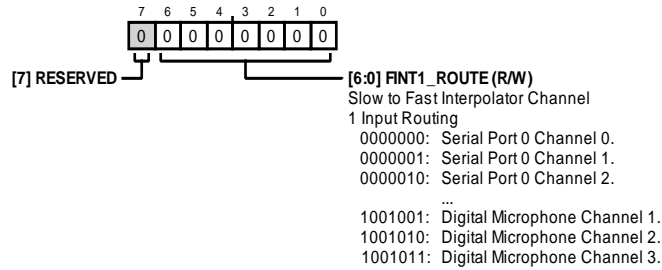 7 6 5 4 3 2 1 0
0 0 0 0 0 0 0 0
[7] RESERVED
[6:0] FINT1_ROUTE (R/W)
Slow to Fast Interpolator Channel
1 Input Routing
0000000: Serial Port 0 Channel 0.
0000001: Serial Port 0 Channel 1.
0000010: Serial Port 0 Channel 2.
...
1001001: Digital Microphone Channel 1.
1001010: Digital Microphone Channel 2.
1001011: Digital Microphone Channel 3.